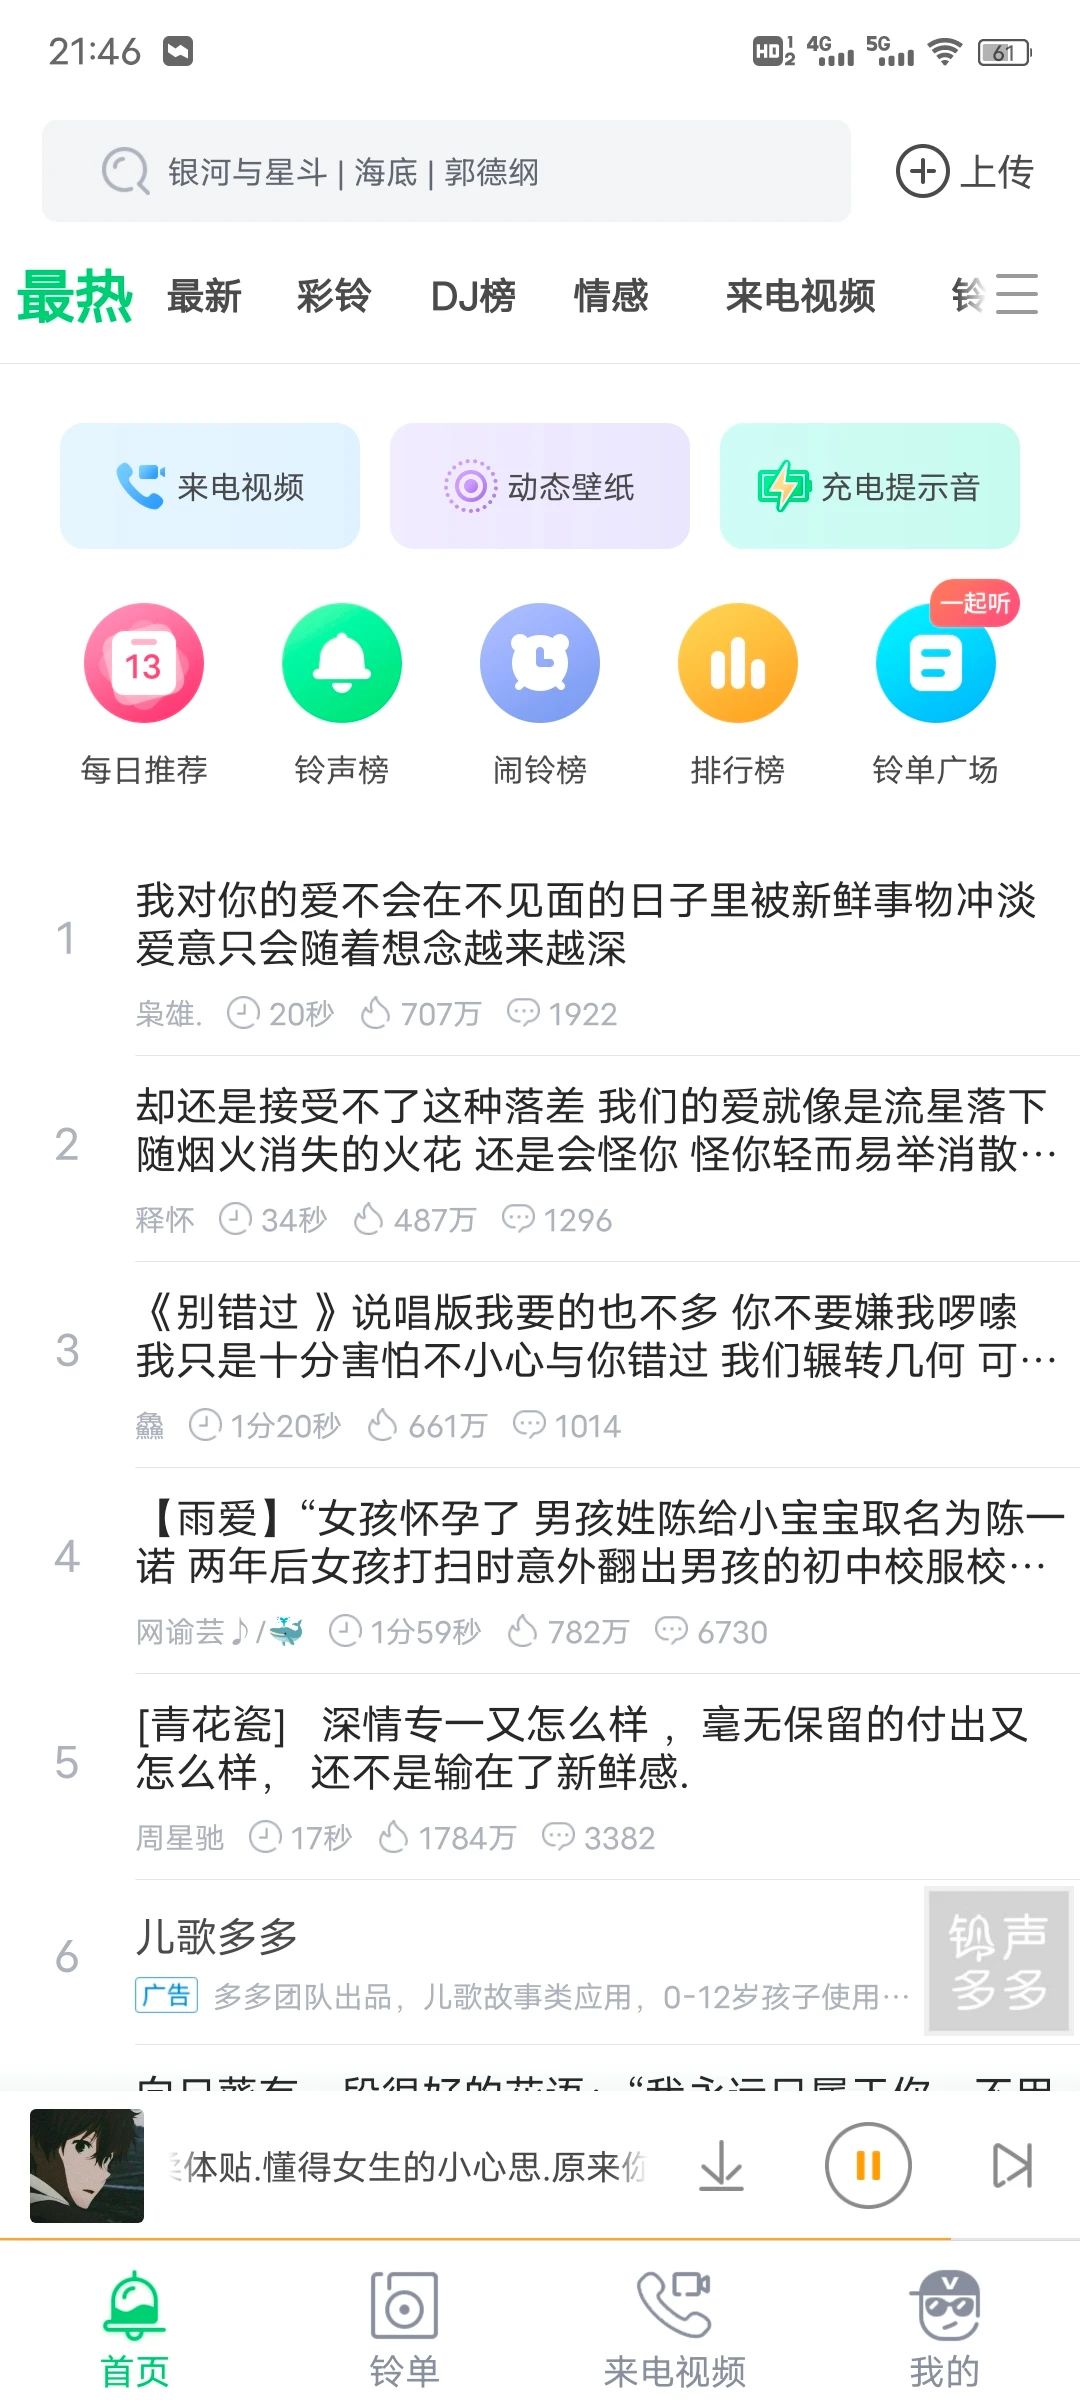 21:46
HD 1 2 4G 5G 61
银河与星斗 | 海底 | 郭德纲
上传
最热 最新 彩铃 DJ榜 情感 来电视频 铃
来电视频 动态壁纸 充电提示音
13
一起听
每日推荐 铃声榜 闹铃榜 排行榜 铃单广场
1
我对你的爱不会在不见面的日子里被新鲜事物冲淡
爱意只会随着想念越来越深
枭雄. 20秒 707万 1922
2
却还是接受不了这种落差 我们的爱就像是流星落下
随烟火消失的火花 还是会怪你 怪你轻而易举消散…
释怀 34秒 487万 1296
3
《别错过 》说唱版我要的也不多 你不要嫌我啰嗦
我只是十分害怕不小心与你错过 我们辗转几何 可…
鱻 1分20秒 661万 1014
4
【雨爱】“女孩怀孕了 男孩姓陈给小宝宝取名为陈一
诺 两年后女孩打扫时意外翻出男孩的初中校服校…
网谕芸♪/🐳 1分59秒 782万 6730
5
[青花瓷] 深情专一又怎么样 ，毫无保留的付出又
怎么样， 还不是输在了新鲜感.
周星驰 17秒 1784万 3382
6
儿歌多多
广告 多多团队出品，儿歌故事类应用，0-12岁孩子使用…
铃声
多多
体贴.懂得女生的小心思.原来你
首页 铃单 来电视频 我的